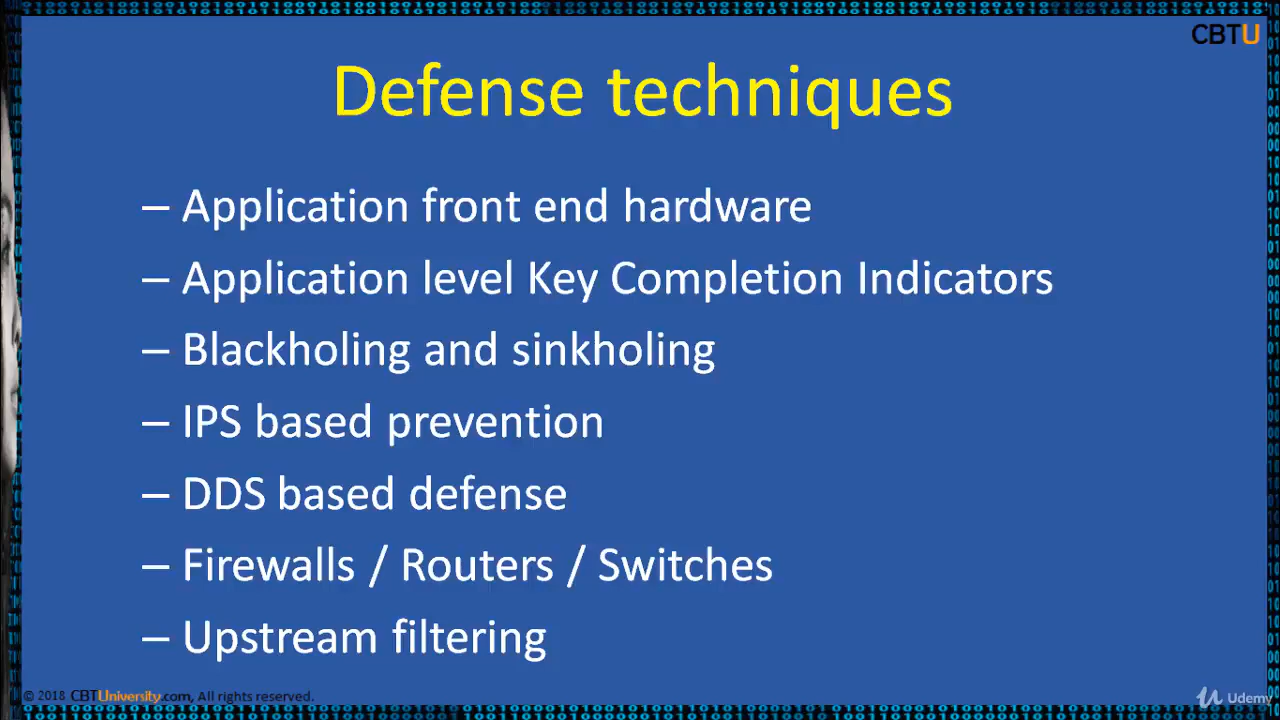 CBTU
Defense techniques
– Application front end hardware
– Application level Key Completion Indicators
– Blackholing and sinkholing
– IPS based prevention
– DDS based defense
– Firewalls / Routers / Switches
– Upstream filtering
© 2018 CBTUniversity.com, All rights reserved.
Udemy